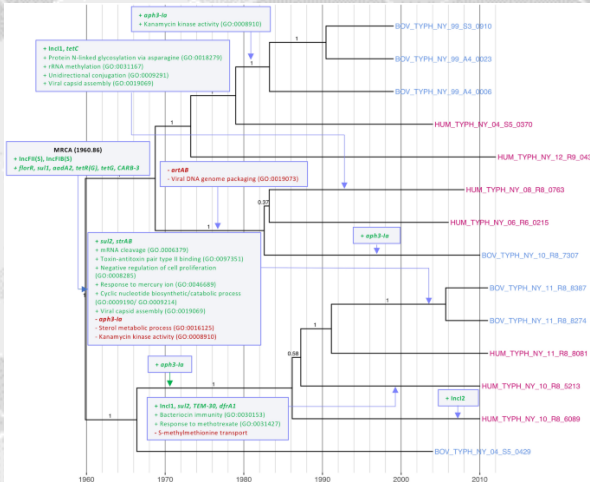 + aph3-Ia
+ Kanamycin kinase activity (GO:0008910)
BOV_TYPH_NY_99_S3_0910
+ IncI1, tetC
+ Protein N-linked glycosylation via asparagine (GO:0018279)
+ rRNA methylation (GO:0031167)
+ Unidirectional conjugation (GO:0009291)
+ Viral capsid assembly (GO:0019069)
1
BOV_TYPH_NY_99_A4_0023
1
BOV_TYPH_NY_99_A4_0006
1
HUM_TYPH_NY_04_S5_0370
1
MRCA (1960.86)
+ IncFII(S), IncFIB(S)
+ florR, sul1, aadA2, tetR(G), tetG, CARB-3
HUM_TYPH_NY_12_R9_04
- artAB
- Viral DNA genome packaging (GO:0019073)
HUM_TYPH_NY_08_R8_0763
0.37
HUM_TYPH_NY_06_R6_0215
1
+ aph3-Ia
BOV_TYPH_NY_10_R8_7307
+ sul2, strAB
+ mRNA cleavage (GO:0006379)
+ Toxin-antitoxin pair type II binding (GO:0097351)
+ Negative regulation of cell proliferation
(GO:0008285)
+ Response to mercury ion (GO:0046689)
+ Cyclic nucleotide biosynthetic/catabolic process
(GO:0009190/ GO:0009214)
+ Viral capsid assembly (GO:0019069)
- aph3-Ia
- Sterol metabolic process (GO:0016125)
- Kanamycin kinase activity (GO:0008910)
BOV_TYPH_NY_11_R8_8387
1
BOV_TYPH_NY_11_R8_8274
1
HUM_TYPH_NY_11_R8_8081
0.58
+ aph3-Ia
HUM_TYPH_NY_10_R8_5213
1
+ IncI1, sul2, TEM-30, dfrA1
+ Bacteriocin immunity (GO:0030153)
+ Response to methotrexate (GO:0031427)
- S-methylmethionine transport
+ IncI2
HUM_TYPH_NY_10_R8_6089
1
BOV_TYPH_NY_04_S5_0429
1960 1970 1980 1990 2000 2010